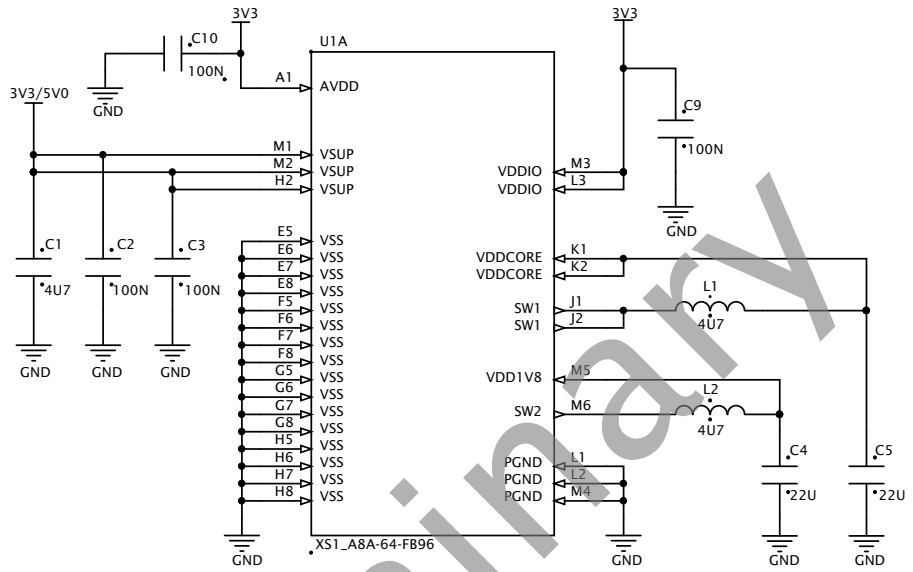 3V3
3V3
C10
U1A
100N
A1
AVDD
GND
3V3/5V0
C9
M1
VSUP
100N
M2
VSUP
VDDIO
M3
H2
VSUP
VDDIO
L3
GND
E5
VSS
C1
C2
C3
E6
VSS
VDDCORE
K1
4U7
100N
100N
E7
VSS
VDDCORE
K2
E8
VSS
F5
VSS
SW1
J1
L1
F6
VSS
SW1
J2
4U7
F7
VSS
GND
GND
GND
F8
VSS
G5
VSS
VDD1V8
M5
G6
VSS
L2
G7
VSS
SW2
M6
4U7
G8
VSS
H5
VSS
C4
C5
H6
VSS
PGND
L1
H7
VSS
PGND
L2
22U
22U
H8
VSS
PGND
M4
XS1_A8A-64-FB96
GND
GND
GND
GND
inary